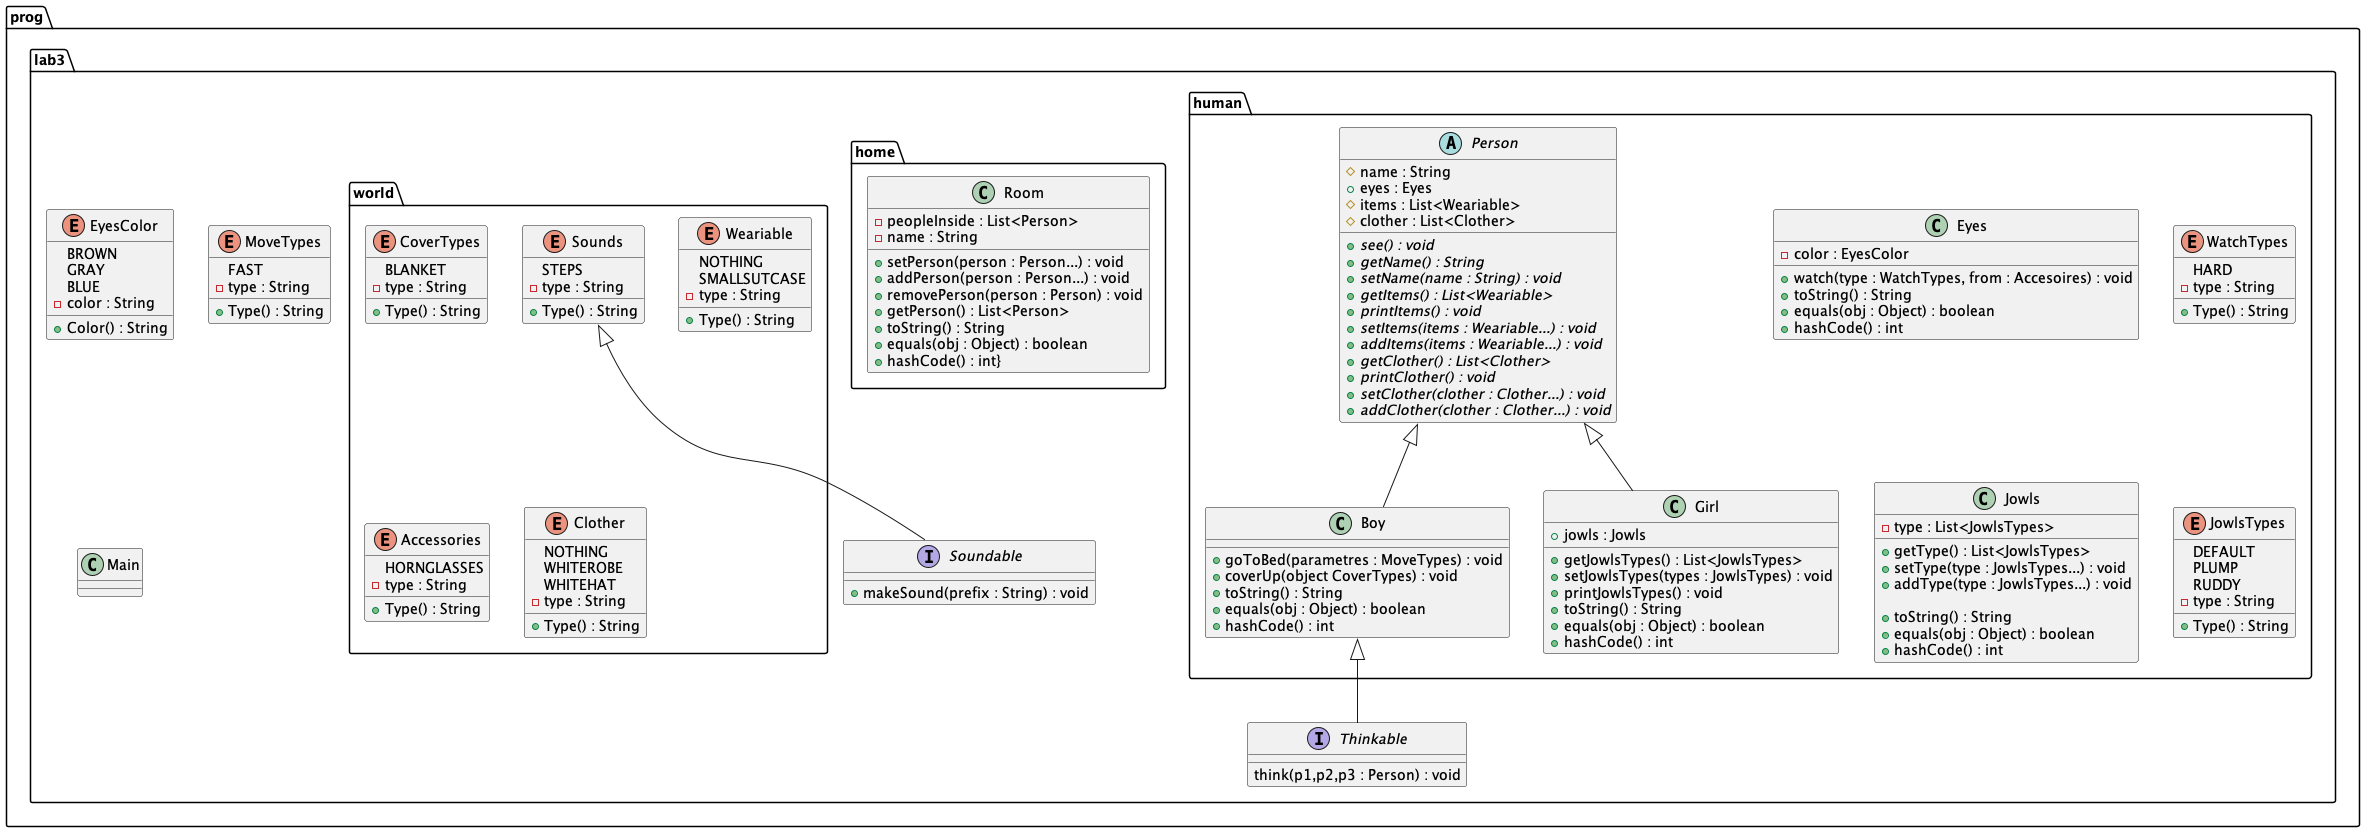 prog
lab3
E EyesColor
BROWN
GRAY
BLUE
color : String
Color() : String
E MoveTypes
FAST
type : String
Type() : String
world
E CoverTypes
BLANKET
type : String
Type() : String
E Sounds
STEPS
type : String
Type() : String
E Weariable
NOTHING
SMALLSUTCASE
type : String
Type() : String
home
C Room
peopleInside : List<Person>
name : String
setPerson(person : Person...) : void
addPerson(person : Person...) : void
removePerson(person : Person) : void
getPerson() : List<Person>
toString() : String
equals(obj : Object) : boolean
hashCode() : int}
human
A Person
name : String
eyes : Eyes
items : List<Wearable>
clother : List<Clother>
see() : void
getName() : String
setName(name : String) : void
getItems() : List<Wearable>
printItems() : void
setItems(items : Wearable...) : void
addItems(items : Wearable...) : void
getClother() : List<Clother>
printClother() : void
setClother(clother : Clother...) : void
addClother(clother : Clother...) : void
C Eyes
color : EyesColor
watch(type : WatchTypes, from : Accesoires) : void
toString() : String
equals(obj : Object) : boolean
hashCode() : int
E WatchTypes
HARD
type : String
Type() : String
C Main
E Accessories
HORNGLASSES
type : String
Type() : String
E Clother
NOTHING
WHITEROBE
WHITEHAT
type : String
Type() : String
I Soundable
makeSound(prefix : String) : void
C Boy
goToBed(parametres : MoveTypes) : void
coverUp(object CoverTypes) : void
toString() : String
equals(obj : Object) : boolean
hashCode() : int
C Girl
jowls : Jowls
getJowlsTypes() : List<JowlsTypes>
setJowlsTypes(types : JowlsTypes) : void
printJowlsTypes() : void
toString() : String
equals(obj : Object) : boolean
hashCode() : int
C Jowls
type : List<JowlsTypes>
getType() : List<JowlsTypes>
setType(type : JowlsTypes...) : void
addType(type : JowlsTypes...) : void
toString() : String
equals(obj : Object) : boolean
hashCode() : int
E JowlsTypes
DEFAULT
PLUMP
RUDDY
type : String
Type() : String
I Thinkable
think(p1,p2,p3 : Person) : void